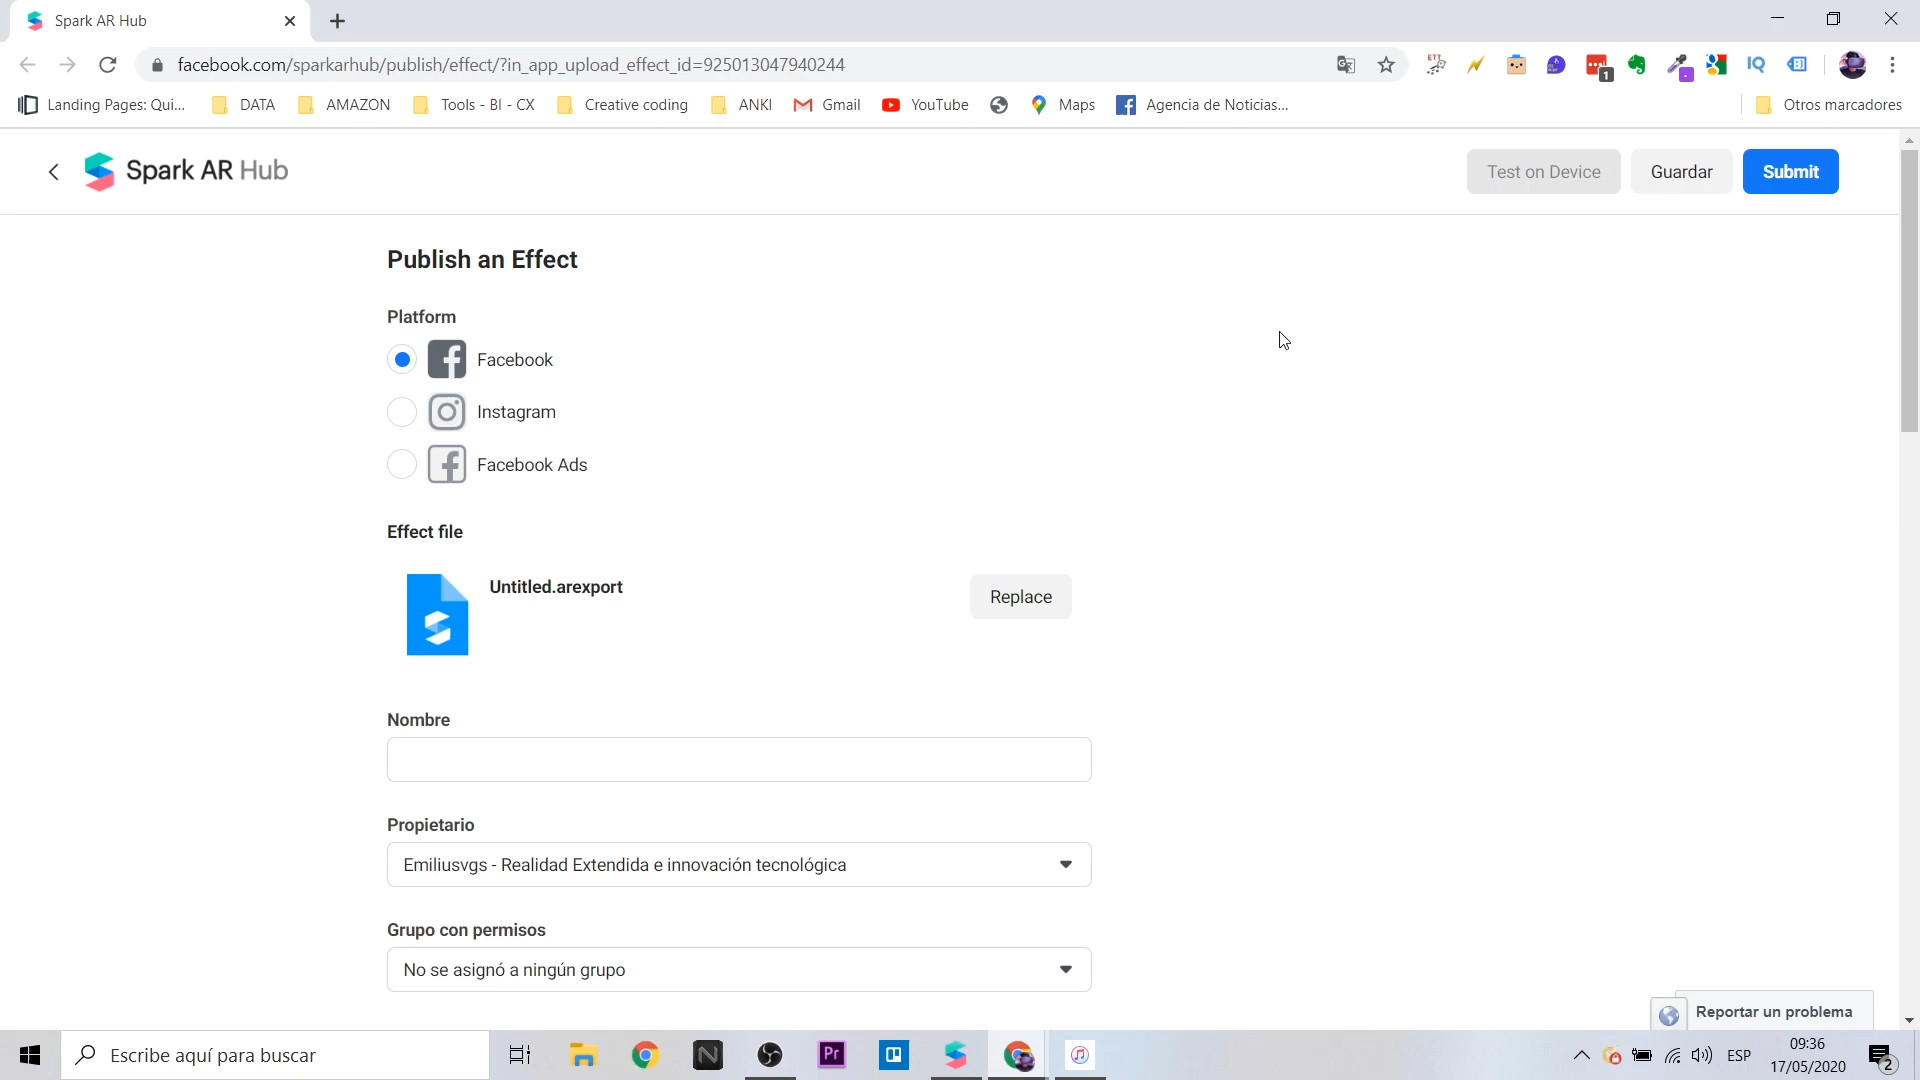 Spark AR Hub
facebook.com/sparkarhub/publish/effect/?in_app_upload_effect_id=925013047940244
1
Landing Pages: Qui...
DATA
AMAZON
Tools - BI - CX
Creative coding
ANKI
Gmail
YouTube
Maps
Agencia de Noticias...
Otros marcadores
Spark AR Hub
Test on Device
Guardar
Submit
Publish an Effect
Platform
Facebook
Instagram
Facebook Ads
Effect file
Untitled.arexport
Replace
Nombre
Propietario
Emiliusvgs - Realidad Extendida e innovación tecnológica
Grupo con permisos
No se asignó a ningún grupo
Reportar un problema
Escribe aquí para buscar
Pr
ESP
09:36
17/05/2020
2